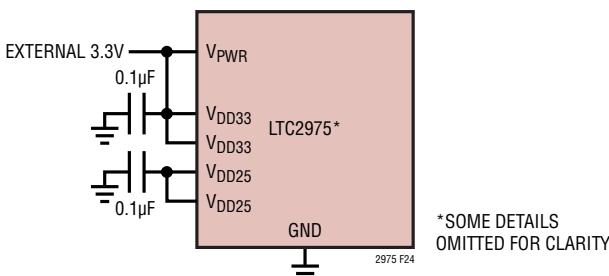 EXTERNAL 3.3V
VPWR
0.1µF
VDD33
LTC2975*
VDD33
VDD25
0.1µF
VDD25
GND
*SOME DETAILS
OMITTED FOR CLARITY
2975 F24